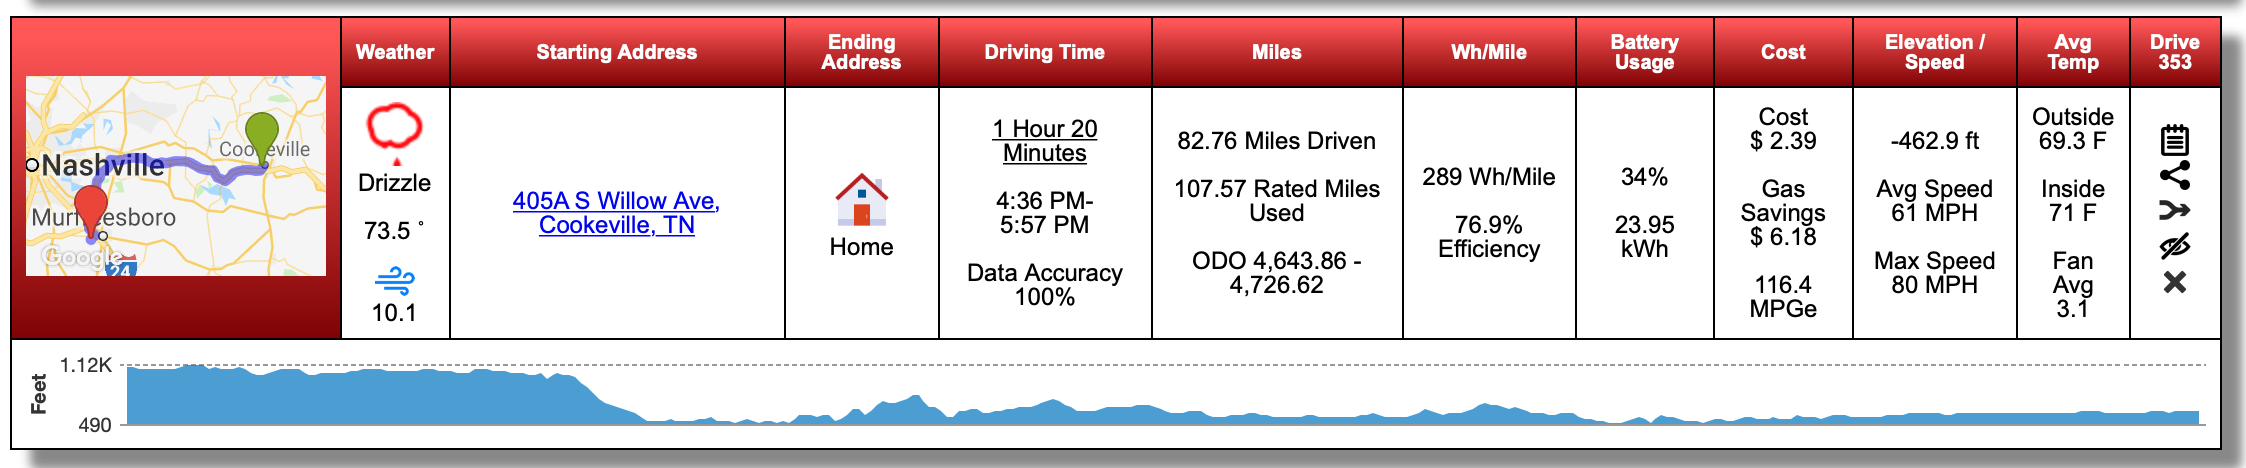 Weather
Starting Address
Ending
Address
Driving Time
Miles
Wh/Mile
Battery
Usage
Cost
Elevation /
Speed
Avg
Temp
Drive
353
Nashville
Cookeville
Murfreesboro
Google
24
Drizzle
73.5 °
10.1
405A S Willow Ave,
Cookeville, TN
Home
1 Hour 20
Minutes
4:36 PM-
5:57 PM
Data Accuracy
100%
82.76 Miles Driven
107.57 Rated Miles
Used
ODO 4,643.86 -
4,726.62
289 Wh/Mile
76.9%
Efficiency
34%
23.95
kWh
Cost
$ 2.39
Gas
Savings
$ 6.18
116.4
MPGe
-462.9 ft
Avg Speed
61 MPH
Max Speed
80 MPH
Outside
69.3 F
Inside
71 F
Fan
Avg
3.1
Feet
1.12K
490